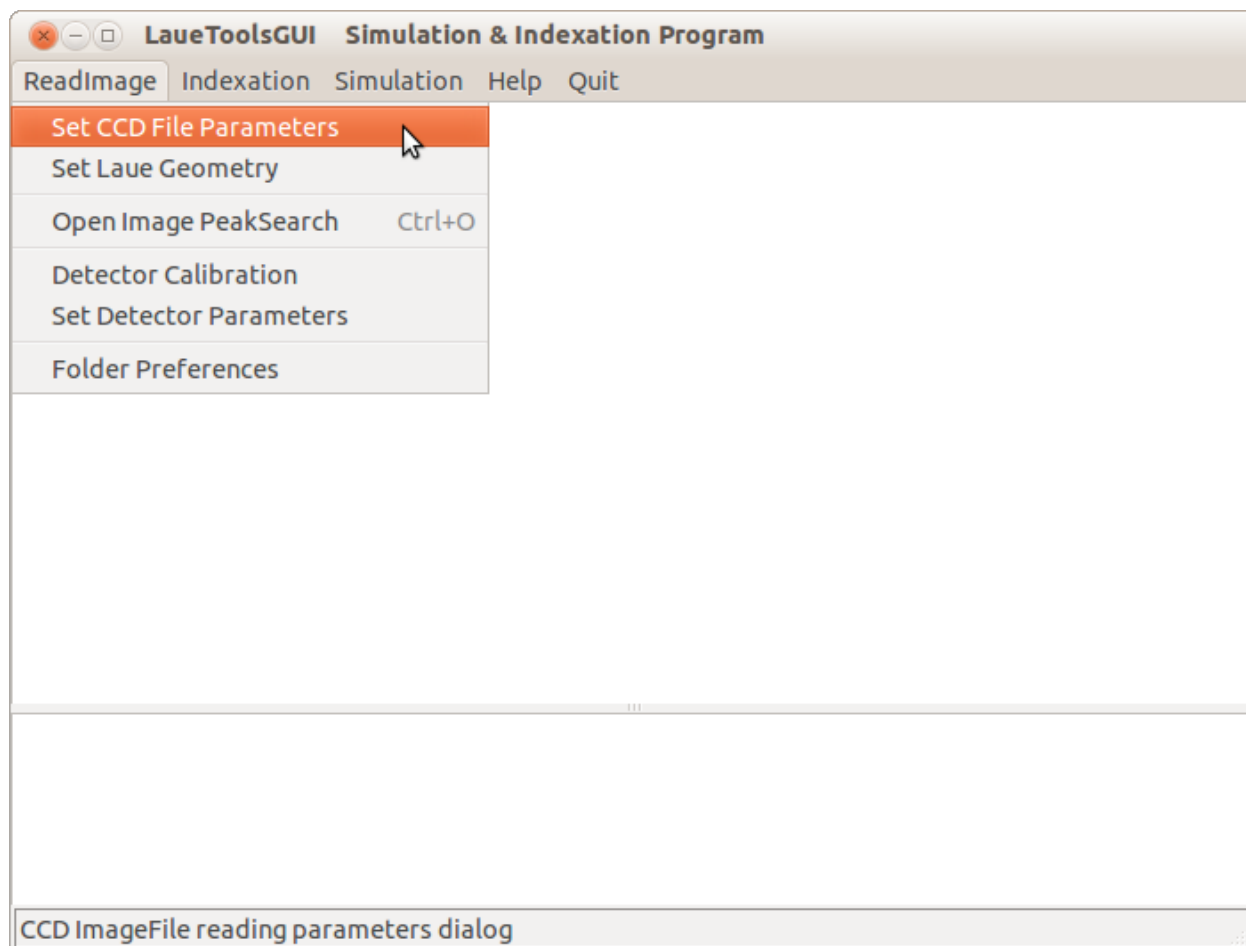 LaueToolsGUI Simulation & Indexation Program
ReadImage Indexation Simulation Help Quit
Set CCD File Parameters
Set Laue Geometry
Open Image PeakSearch Ctrl+O
Detector Calibration
Set Detector Parameters
Folder Preferences
CCD ImageFile reading parameters dialog